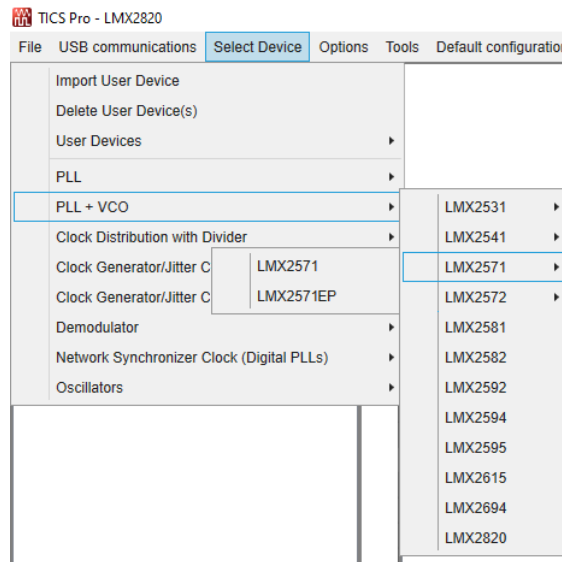 TICS Pro - LMX2820
File USB communications Select Device Options Tools Default configuration
Import User Device
Delete User Device(s)
User Devices
PLL
PLL + VCO
Clock Distribution with Divider
Clock Generator/Jitter C
Clock Generator/Jitter C
Demodulator
Network Synchronizer Clock (Digital PLLs)
Oscillators
LMX2571
LMX2571EP
LMX2531
LMX2541
LMX2571
LMX2572
LMX2581
LMX2582
LMX2592
LMX2594
LMX2595
LMX2615
LMX2694
LMX2820